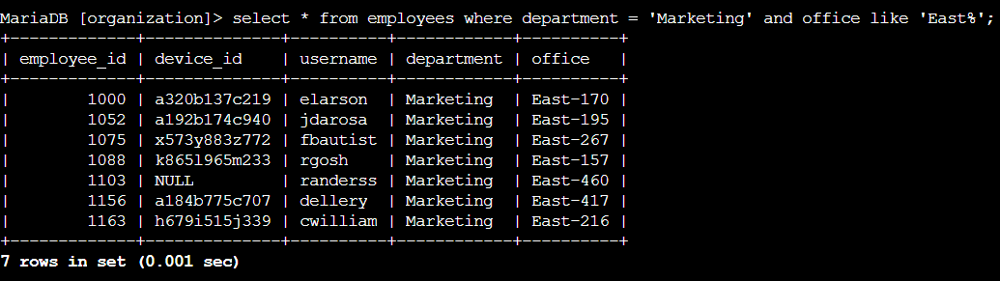 MariaDB [organization]> select * from employees where department = 'Marketing' and office like 'East%';
+-------------+--------------+----------+------------+----------+
| employee_id | device_id    | username | department | office   |
+-------------+--------------+----------+------------+----------+
|        1000 | a320b137c219 | elarson  | Marketing  | East-170 |
|        1052 | a192b174c940 | jdarosa  | Marketing  | East-195 |
|        1075 | x573y883z772 | fbautist | Marketing  | East-267 |
|        1088 | k865l965m233 | rgosh    | Marketing  | East-157 |
|        1103 | NULL         | randerss | Marketing  | East-460 |
|        1156 | a184b775c707 | dellery  | Marketing  | East-417 |
|        1163 | h679i515j339 | cwilliam | Marketing  | East-216 |
+-------------+--------------+----------+------------+----------+
7 rows in set (0.001 sec)